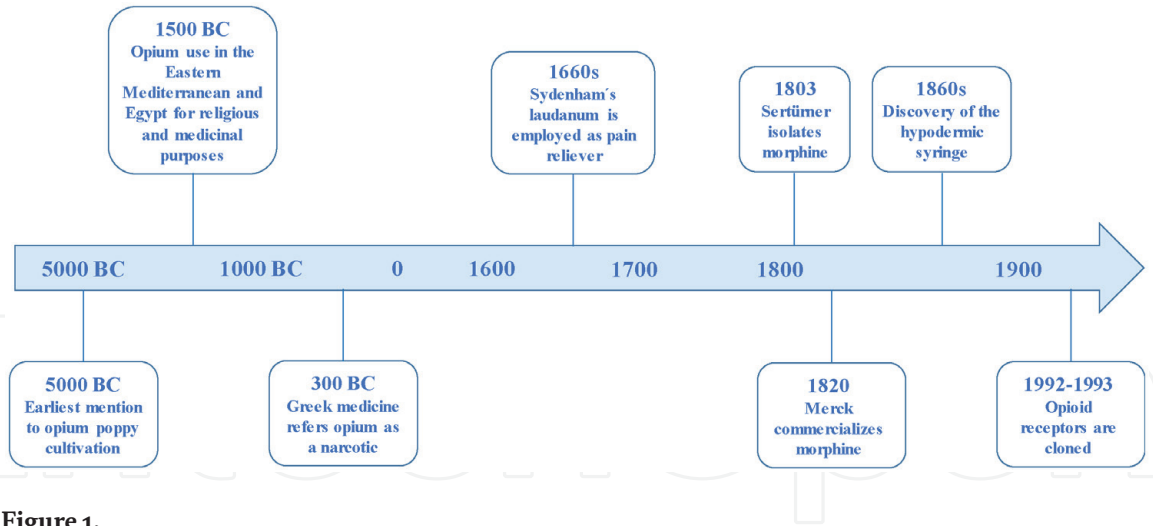 1500 BC
Opium use in the
Eastern
Mediterranean and
Egypt for religious
and medicinal
purposes
1660s
Sydenham´s
laudanum is
employed as pain
reliever
1803
Sertürner
isolates
morphine
1860s
Discovery of the
hypodermic
syringe
5000 BC
1000 BC
0
1600
1700
1800
1900
5000 BC
Earliest mention
to opium poppy
cultivation
300 BC
Greek medicine
refers opium as
a narcotic
1820
Merck
commercializes
morphine
1992-1993
Opioid
receptors are
cloned
Figure 1.